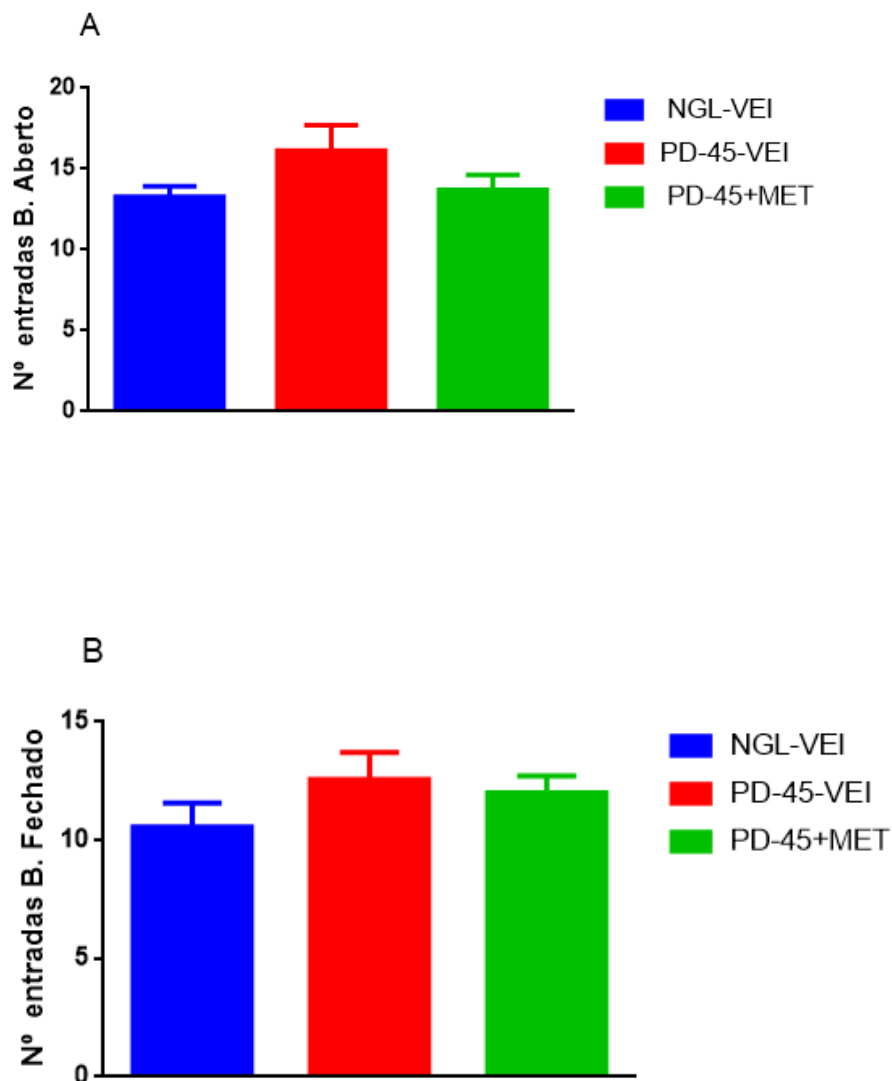 A
Nº entradas B. Aberto
20
15
10
5
0
NGL-VEI
PD-45-VEI
PD-45+MET
B
Nº entradas B. Fechado
15
10
5
0
NGL-VEI
PD-45-VEI
PD-45+MET